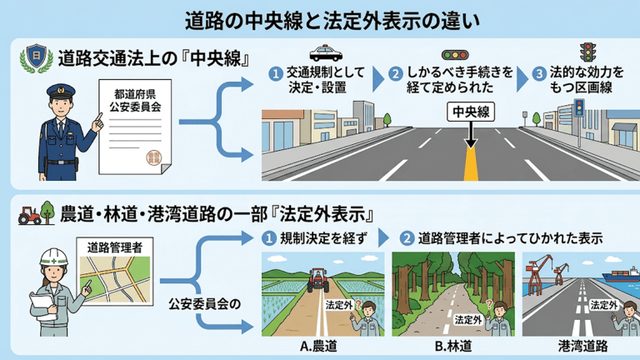 道路の中央線と法定外表示の違い
道路交通法上の『中央線』
都道府県
公安委員会
1 交通規制として
決定・設置
2 しかるべき手続きを
経て定められた
3 法的な効力を
もつ区画線
中央線
農道・林道・港湾道路の一部『法定外表示』
道路管理者
公安委員会の
1 規制決定を経ず
2 道路管理者によってひかれた表示
法定外
A.農道
法定外
B.林道
法定外
港湾道路